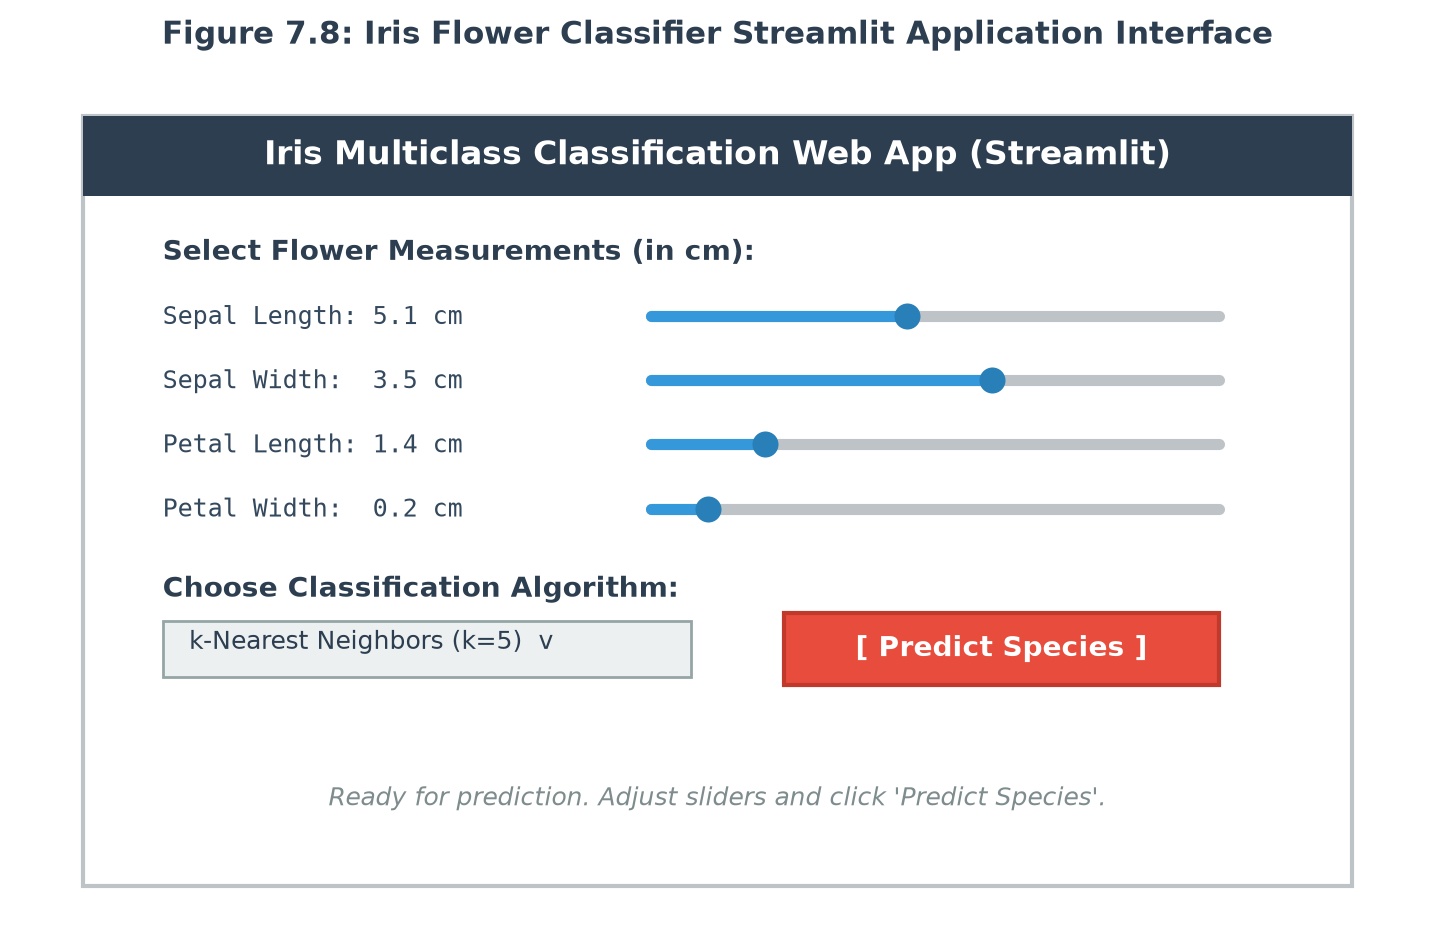 Figure 7.8: Iris Flower Classifier Streamlit Application Interface
Iris Multiclass Classification Web App (Streamlit)
Select Flower Measurements (in cm):
Sepal Length: 5.1 cm
Sepal Width:  3.5 cm
Petal Length: 1.4 cm
Petal Width:  0.2 cm
Choose Classification Algorithm:
k-Nearest Neighbors (k=5)  v
[ Predict Species ]
Ready for prediction. Adjust sliders and click 'Predict Species'.